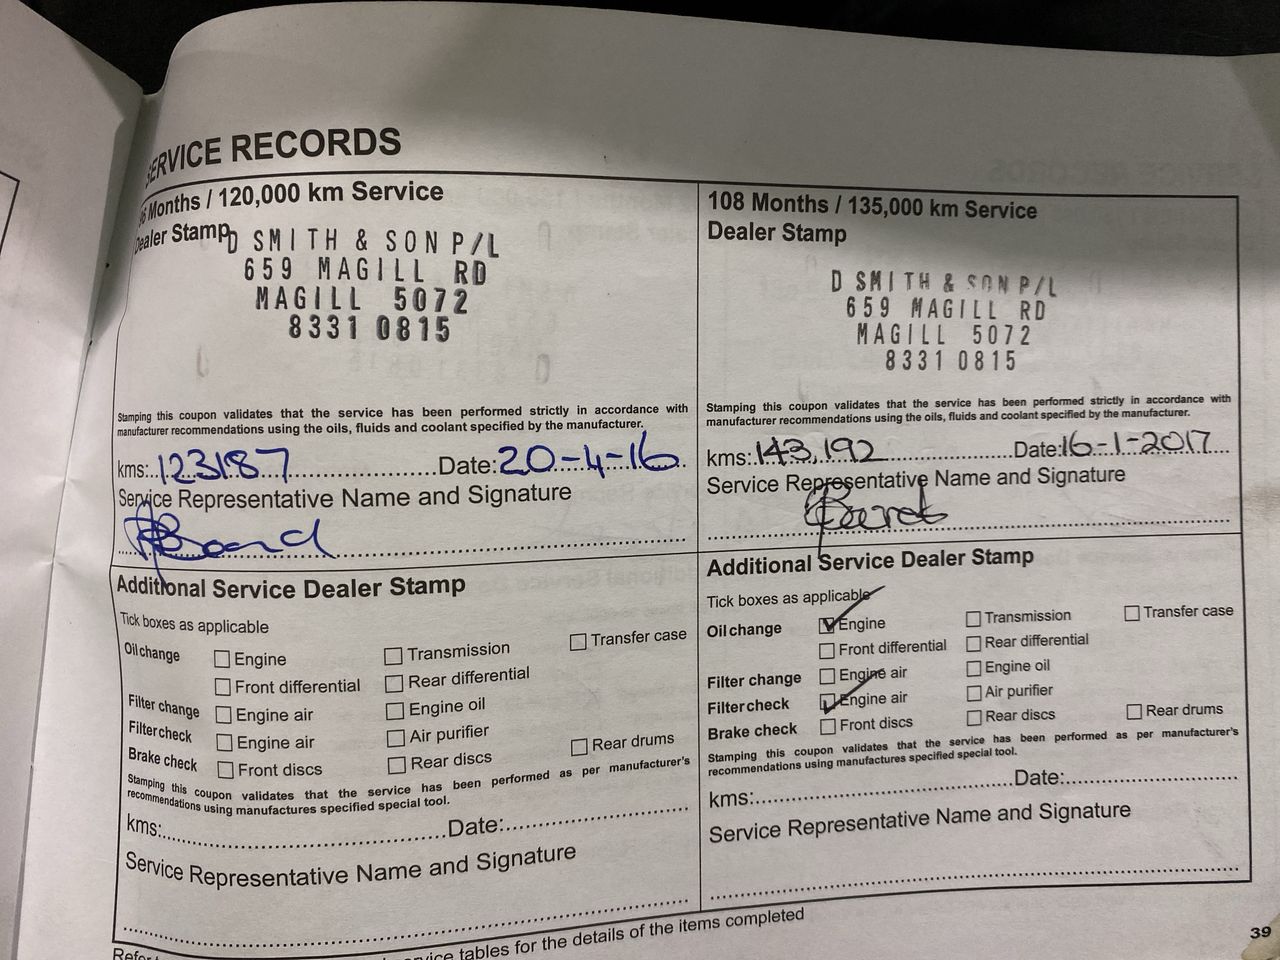 SERVICE RECORDS
6 Months / 120,000 km Service
Dealer Stamp
D SMITH & SON P/L
659 MAGILL RD
MAGILL 5072
8331 0815
Stamping this coupon validates that the service has been performed strictly in accordance with
manufacturer recommendations using the oils, fluids and coolant specified by the manufacturer.
kms:123187 Date:20-4-16
Service Representative Name and Signature
Additional Service Dealer Stamp
Tick boxes as applicable
Oil change Engine Transmission Transfer case
Front differential Rear differential
Filter change Engine air Engine oil
Filter check Engine air Air purifier
Brake check Front discs Rear discs Rear drums
Stamping this coupon validates that the service has been performed as per manufacturer's
recommendations using manufactures specified special tool.
kms: Date:
Service Representative Name and Signature
108 Months / 135,000 km Service
Dealer Stamp
D SMITH & SON P/L
659 MAGILL RD
MAGILL 5072
8331 0815
Stamping this coupon validates that the service has been performed strictly in accordance with
manufacturer recommendations using the oils, fluids and coolant specified by the manufacturer.
kms:143,192 Date:16-1-2017
Service Representative Name and Signature
Additional Service Dealer Stamp
Tick boxes as applicable
Oil change Engine Transmission Transfer case
Front differential Rear differential
Filter change Engine air Engine oil
Filter check Engine air Air purifier
Brake check Front discs Rear discs Rear drums
Stamping this coupon validates that the service has been performed as per manufacturer's
recommendations using manufactures specified special tool.
kms: Date:
Service Representative Name and Signature
tables for the details of the items completed
39